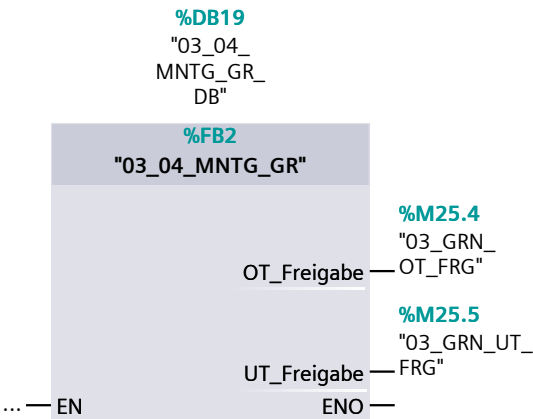 %DB19
"03_04_
MNTG_GR_
DB"
%FB2
"03_04_MNTG_GR"
%M25.4
"03_GRN_
OT_Freigabe OT_FRG"
%M25.5
"03_GRN_UT_
UT_Freigabe FRG"
... EN ENO